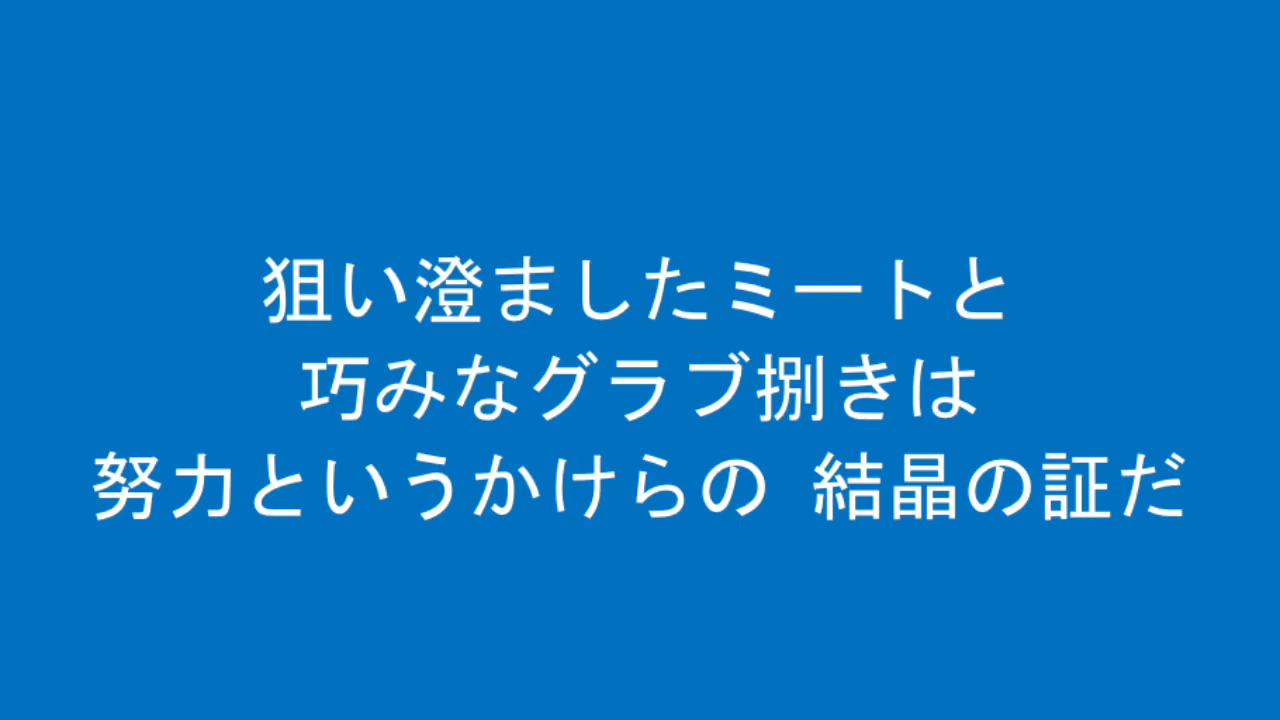 狙い澄ましたミートと
巧みなグラブ捌きは
努力というかけらの 結晶の証だ